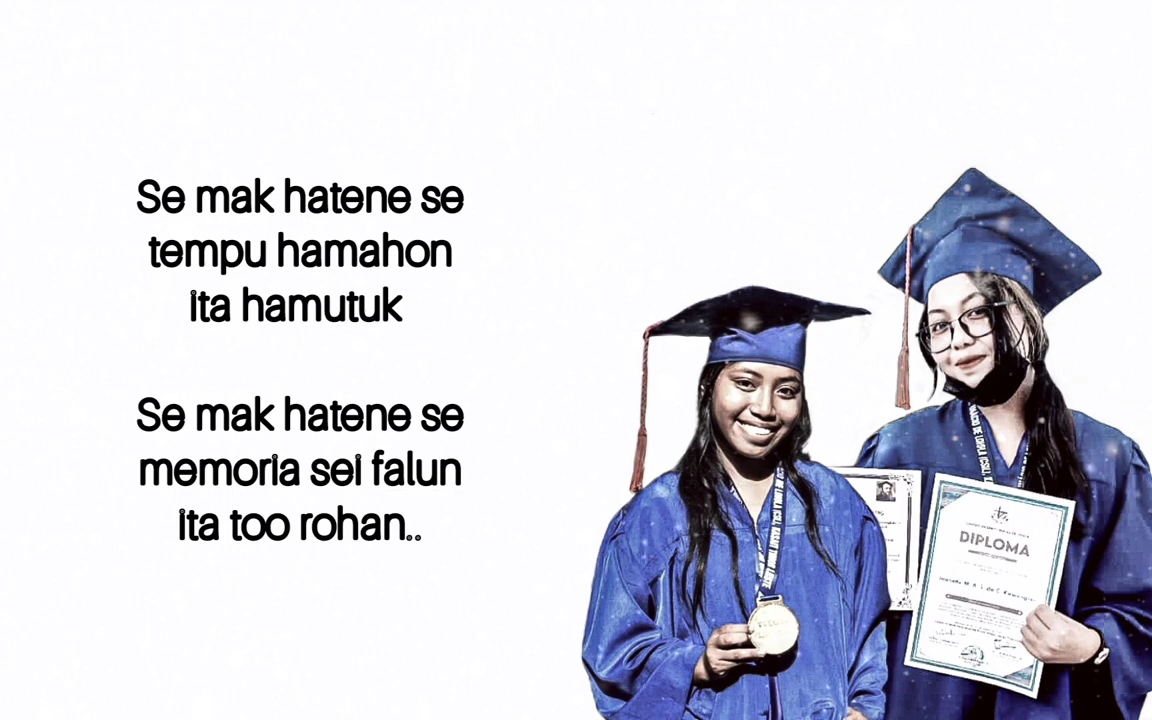 Se mak hatene se
tempu hamahon
ita hamutuk
Se mak hatene se
memoria sei falun
ita too rohan..
DIPLOMA